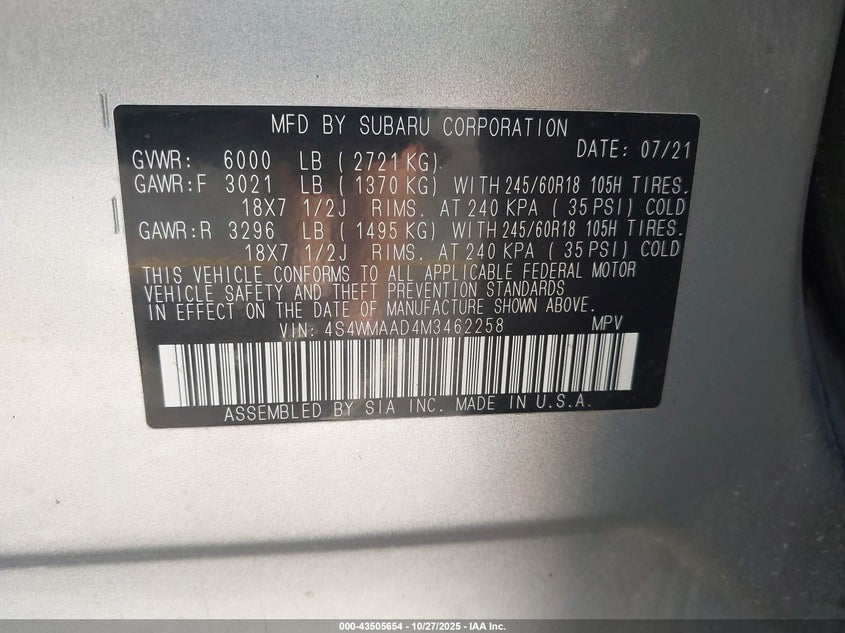 MFD BY SUBARU CORPORATION
DATE: 07/21
GVWR: 6000 LB ( 2721 KG).
GAWR:F 3021 LB ( 1370 KG) WITH 245/60R18 105H TIRES.
18X7 1/2J RIMS. AT 240 KPA ( 35 PSI) COLD
GAWR:R 3296 LB ( 1495 KG) WITH 245/60R18 105H TIRES.
18X7 1/2J RIMS. AT 240 KPA ( 35 PSI) COLD
THIS VEHICLE CONFORMS TO ALL APPLICABLE FEDERAL MOTOR
VEHICLE SAFETY AND THEFT PREVENTION STANDARDS
IN EFFECT ON THE DATE OF MANUFACTURE SHOWN ABOVE.
VIN: 4S4WMAAD4M3462258 MPV
ASSEMBLED BY SIA INC. MADE IN U.S.A.
000-43505654 | 10/27/2025 - IAA Inc.